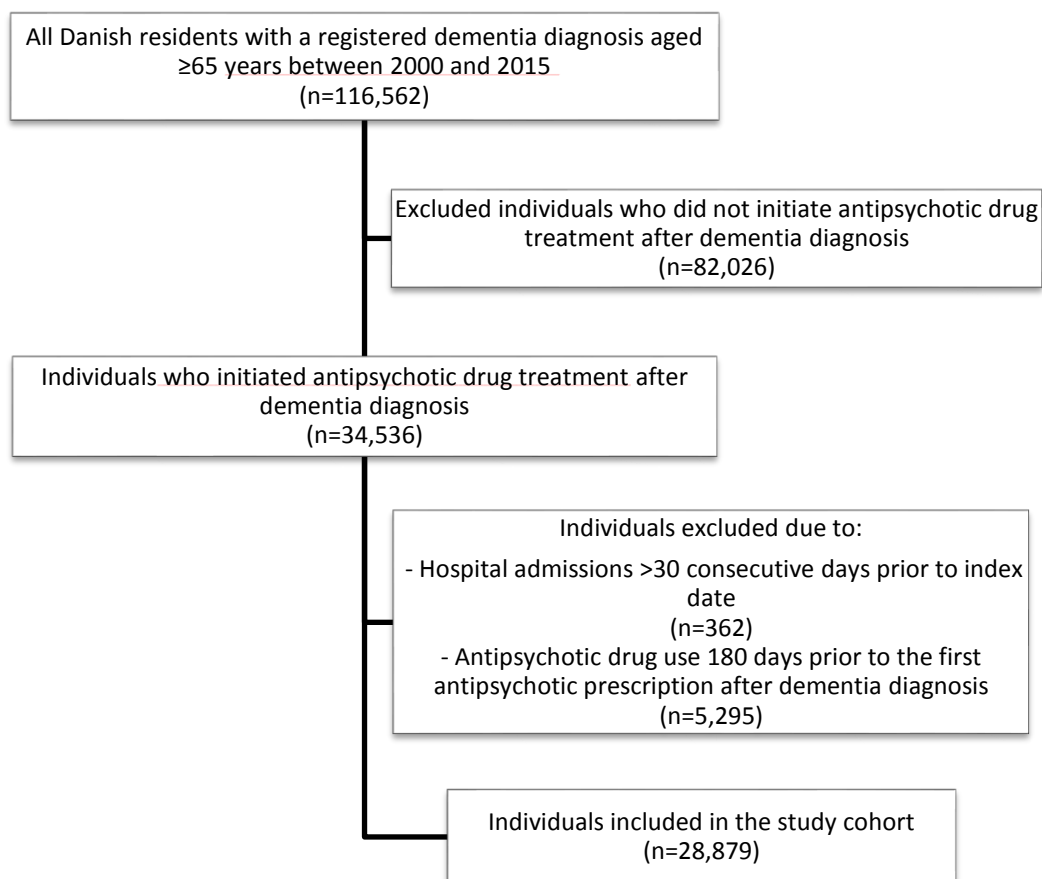 All Danish residents with a registered dementia diagnosis aged
≥65 years between 2000 and 2015
(n=116,562)
Excluded individuals who did not initiate antipsychotic drug
treatment after dementia diagnosis
(n=82,026)
Individuals who initiated antipsychotic drug treatment after
dementia diagnosis
(n=34,536)
Individuals excluded due to:
- Hospital admissions >30 consecutive days prior to index
date
(n=362)
- Antipsychotic drug use 180 days prior to the first
antipsychotic prescription after dementia diagnosis
(n=5,295)
Individuals included in the study cohort
(n=28,879)